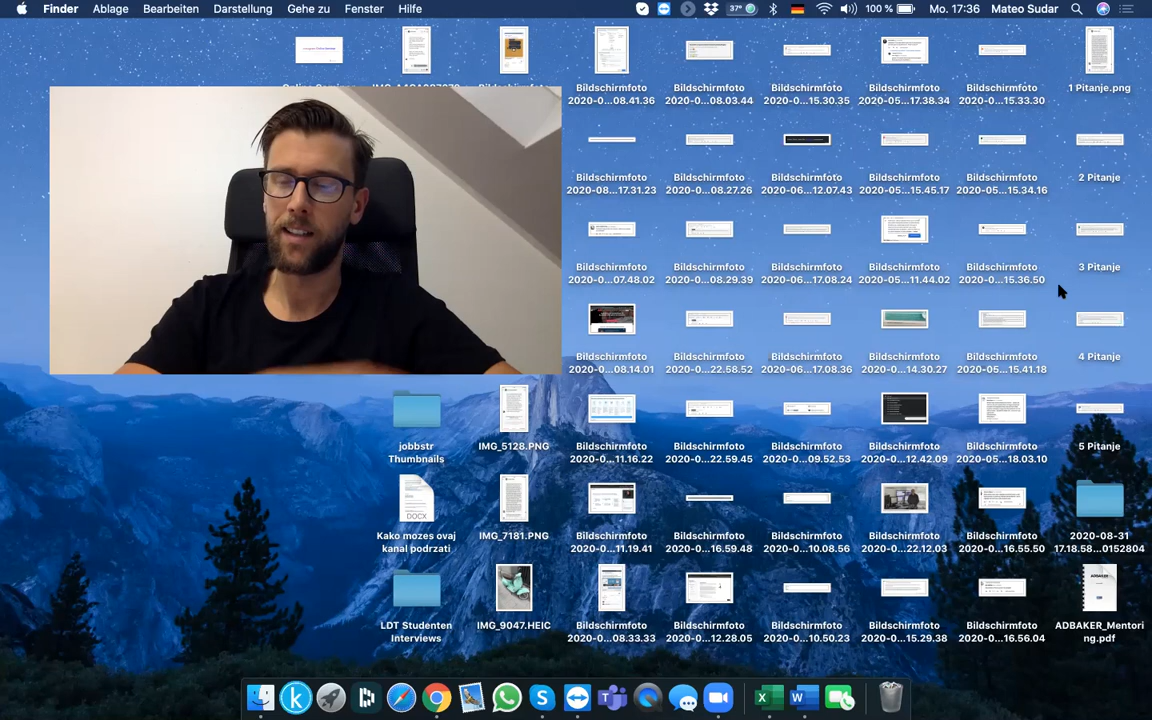 Finder Ablage Bearbeiten Darstellung Gehe zu Fenster Hilfe 37° 100 % Mo. 17:36 Mateo Sudar
Bildschirmfoto 2020-0...08.41.36
Bildschirmfoto 2020-0...08.03.44
Bildschirmfoto 2020-0...15.30.35
Bildschirmfoto 2020-05...17.38.34
Bildschirmfoto 2020-0...15.33.30
1 Pitanje.png
Bildschirmfoto 2020-08...17.31.23
Bildschirmfoto 2020-0...08.27.26
Bildschirmfoto 2020-06...12.07.43
Bildschirmfoto 2020-05...15.45.17
Bildschirmfoto 2020-05...15.34.16
2 Pitanje
Bildschirmfoto 2020-0...07.48.02
Bildschirmfoto 2020-0...08.29.39
Bildschirmfoto 2020-06...17.08.24
Bildschirmfoto 2020-05...11.44.02
Bildschirmfoto 2020-05...15.36.50
3 Pitanje
Bildschirmfoto 2020-0...08.14.01
Bildschirmfoto 2020-0...22.58.52
Bildschirmfoto 2020-06...17.08.36
Bildschirmfoto 2020-0...14.30.27
Bildschirmfoto 2020-05...15.41.18
4 Pitanje
jobbstr Thumbnails
IMG_5128.PNG
Bildschirmfoto 2020-0...11.16.22
Bildschirmfoto 2020-0...22.59.45
Bildschirmfoto 2020-0...09.52.53
Bildschirmfoto 2020-0...12.42.09
Bildschirmfoto 2020-05...18.03.10
5 Pitanje
DOCX
Kako mozes ovaj kanal podrzati
IMG_7181.PNG
Bildschirmfoto 2020-0...11.19.41
Bildschirmfoto 2020-0...16.59.48
Bildschirmfoto 2020-0...10.08.56
Bildschirmfoto 2020-0...22.12.03
Bildschirmfoto 2020-0...16.55.50
2020-08-31 17.18.58...0152804
LDT Studenten Interviews
IMG_9047.HEIC
Bildschirmfoto 2020-0...08.33.33
Bildschirmfoto 2020-0...12.28.05
Bildschirmfoto 2020-0...10.50.23
Bildschirmfoto 2020-0...15.29.38
Bildschirmfoto 2020-0...16.56.04
ADBAKER
ADBAKER_Mentoring.pdf